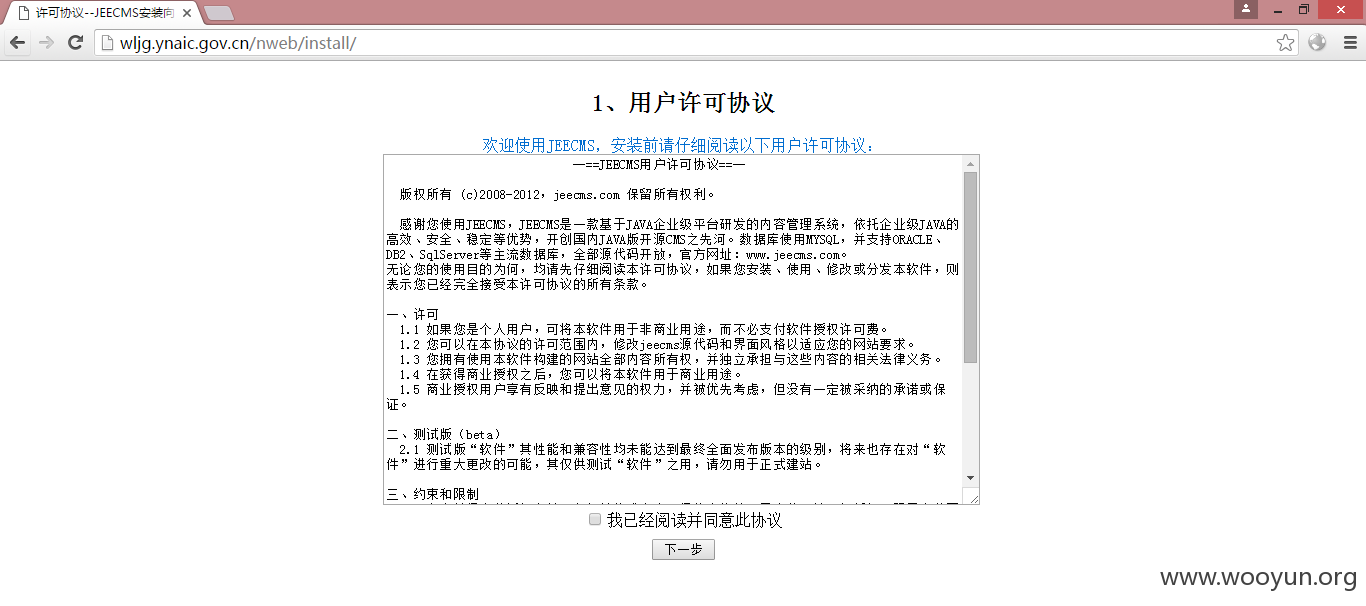 许可协议--JEECMS安装向
wljg.ynaic.gov.cn/nweb/install/
1、用户许可协议
欢迎使用JEECMS，安装前请仔细阅读以下用户许可协议：
—==JEECMS用户许可协议==—
版权所有 (c)2008-2012，jeecms.com 保留所有权利。
感谢您使用JEECMS，JEECMS是一款基于JAVA企业级平台研发的内容管理系统，依托企业级JAVA的
高效、安全、稳定等优势，开创国内JAVA版开源CMS之先河。数据库使用MYSQL，并支持ORACLE、
DB2、SqlServer等主流数据库，全部源代码开放，官方网址：www.jeecms.com。
无论您的使用目的为何，均请先仔细阅读本许可协议，如果您安装、使用、修改或分发本软件，则
表示您已经完全接受本许可协议的所有条款。
一、许可
1.1 如果您是个人用户，可将本软件用于非商业用途，而不必支付软件授权许可费。
1.2 您可以在本协议的许可范围内，修改jeecms源代码和界面风格以适应您的网站要求。
1.3 您拥有使用本软件构建的网站全部内容所有权，并独立承担与这些内容的相关法律义务。
1.4 在获得商业授权之后，您可以将本软件用于商业用途。
1.5 商业授权用户享有反映和提出意见的权力，并被优先考虑，但没有一定被采纳的承诺或保
证。
二、测试版（beta）
2.1 测试版“软件”其性能和兼容性均未能达到最终全面发布版本的级别，将来也存在对“软
件”进行重大更改的可能，其仅供测试“软件”之用，请勿用于正式建站。
三、约束和限制
我已经阅读并同意此协议
下一步
www.wooyun.org